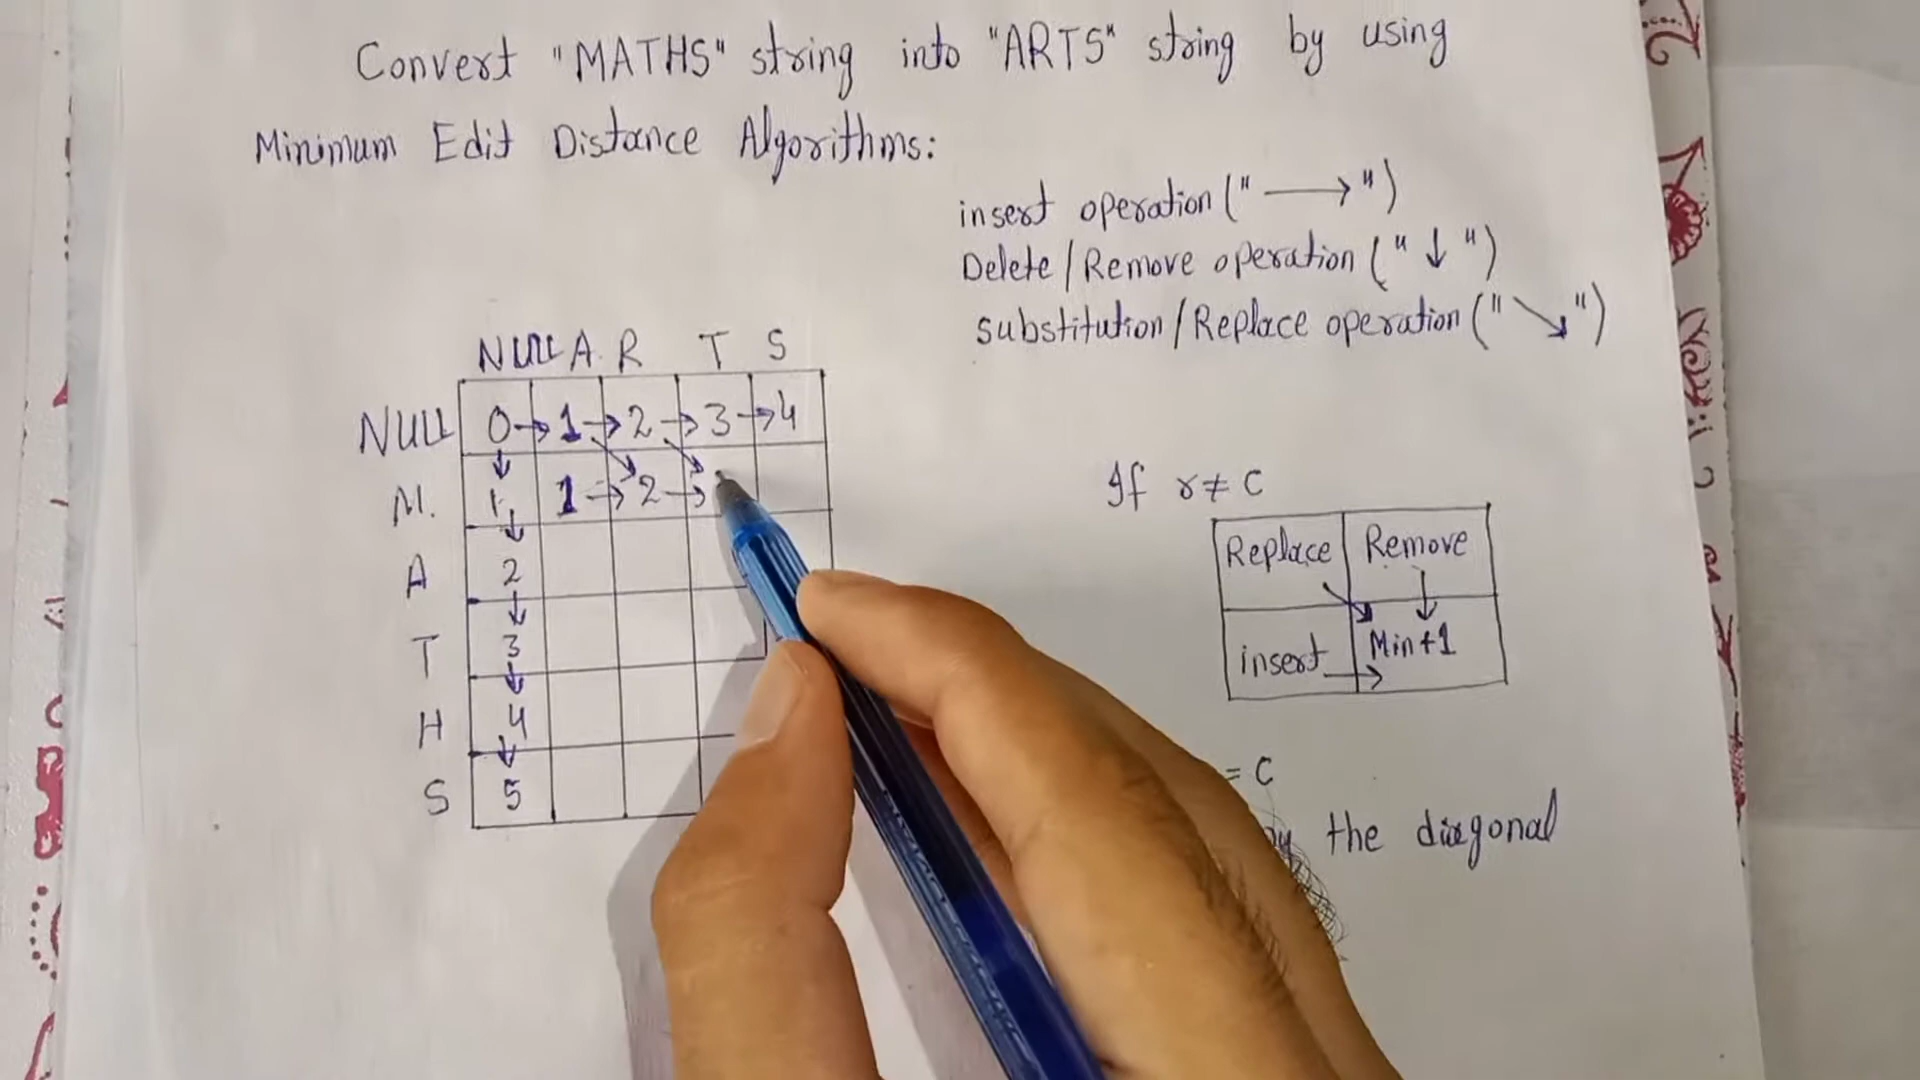 Convert "MATHS" string into "ARTS" string by using
Minimum Edit Distance Algorithms:
insert operation ("→")
Delete/Remove operation ("↓")
substitution/Replace operation ("↘")
NULL A R T S
NULL 0→1→2→3→4
M. 1 1→2→
A 2
T 3
H 4
S 5
If r≠c
Replace Remove
insert Min+1
= c
the diagonal